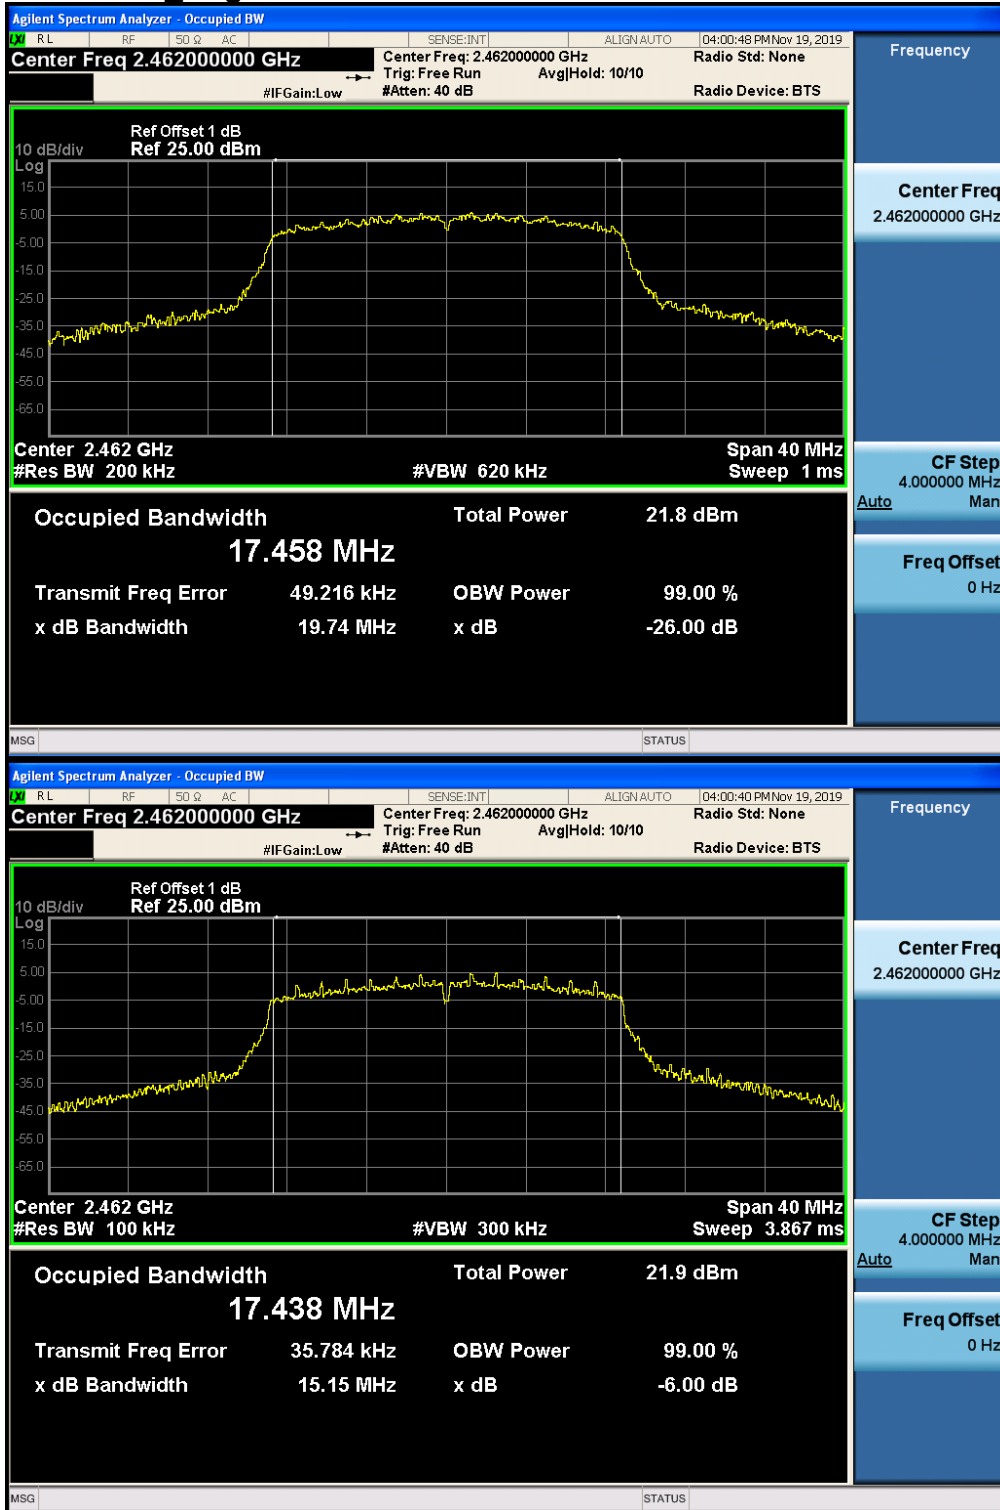 Agilent Spectrum Analyzer - Occupied BW
LXI RL RF 50 Ω AC SENSE:INT ALIGN AUTO 04:00:48 PM Nov 19, 2019
Center Freq 2.462000000 GHz
Center Freq: 2.462000000 GHz Radio Std: None
Trig: Free Run Avg|Hold: 10/10
#IFGain:Low #Atten: 40 dB Radio Device: BTS
Frequency
Ref Offset 1 dB
10 dB/div Ref 25.00 dBm
Log
15.0
5.00
-5.00
-15.0
-25.0
-35.0
-45.0
-55.0
-65.0
Center Freq
2.462000000 GHz
Center 2.462 GHz Span 40 MHz
#Res BW 200 kHz #VBW 620 kHz Sweep 1 ms
CF Step
4.000000 MHz
Auto Man
Occupied Bandwidth Total Power 21.8 dBm
17.458 MHz
Transmit Freq Error 49.216 kHz OBW Power 99.00 %
x dB Bandwidth 19.74 MHz x dB -26.00 dB
Freq Offset
0 Hz
MSG STATUS
Agilent Spectrum Analyzer - Occupied BW
LXI RL RF 50 Ω AC SENSE:INT ALIGN AUTO 04:00:40 PM Nov 19, 2019
Center Freq 2.462000000 GHz
Center Freq: 2.462000000 GHz Radio Std: None
Trig: Free Run Avg|Hold: 10/10
#IFGain:Low #Atten: 40 dB Radio Device: BTS
Frequency
Ref Offset 1 dB
10 dB/div Ref 25.00 dBm
Log
15.0
5.00
-5.00
-15.0
-25.0
-35.0
-45.0
-55.0
-65.0
Center Freq
2.462000000 GHz
Center 2.462 GHz Span 40 MHz
#Res BW 100 kHz #VBW 300 kHz Sweep 3.867 ms
CF Step
4.000000 MHz
Auto Man
Occupied Bandwidth Total Power 21.9 dBm
17.438 MHz
Transmit Freq Error 35.784 kHz OBW Power 99.00 %
x dB Bandwidth 15.15 MHz x dB -6.00 dB
Freq Offset
0 Hz
MSG STATUS